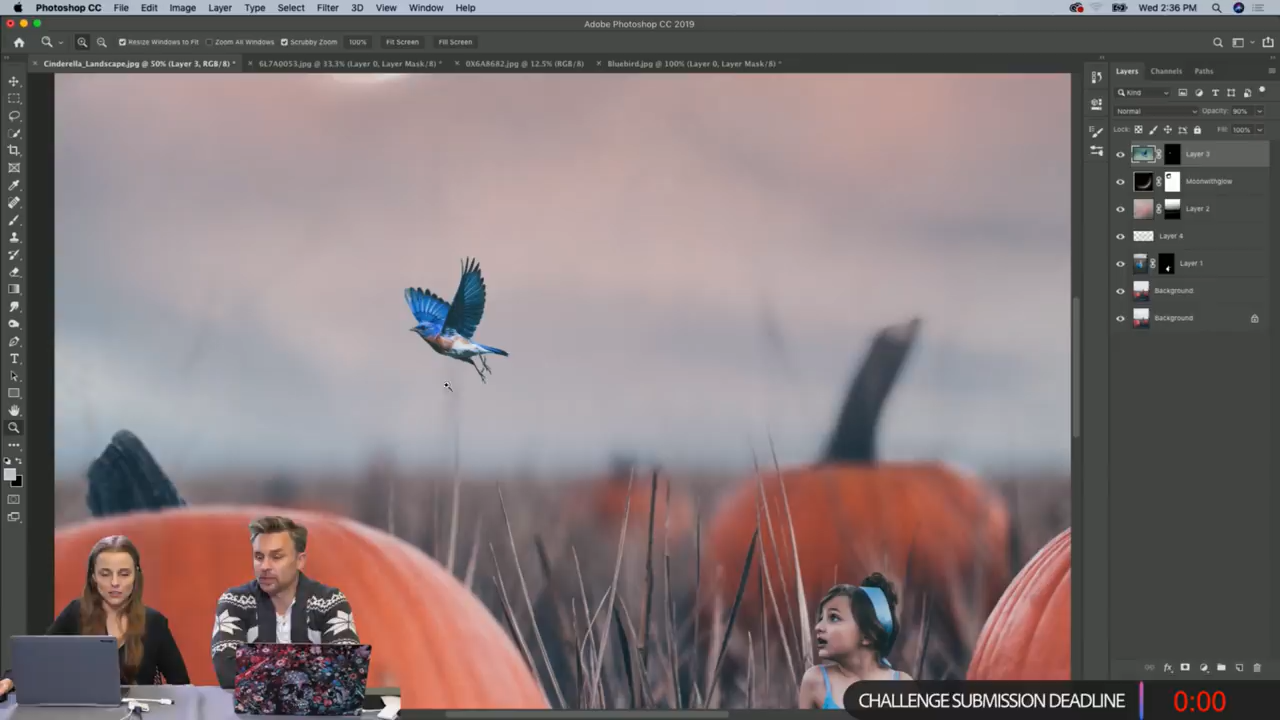 Photoshop CC File Edit Image Layer Type Select Filter 3D View Window Help Wed 2:36 PM
Adobe Photoshop CC 2019
Resize Windows to Fit Zoom All Windows Scrubby Zoom 100% Fit Screen Fill Screen
Cinderella_Landscape.jpg @ 50% (Layer 3, RGB/8) * 6L7A0053.jpg @ 33.3% (Layer 0, Layer Mask/8) * 0X6A8682.jpg @ 12.5% (RGB/8) Bluebird.jpg @ 100% (Layer 0, Layer Mask/8) *
Layers Channels Paths
Kind
Normal Opacity: 90%
Lock: Fill: 100%
Layer 3
Moonwithglow
Layer 2
Layer 4
Layer 1
Background
Background
CHALLENGE SUBMISSION DEADLINE 0:00